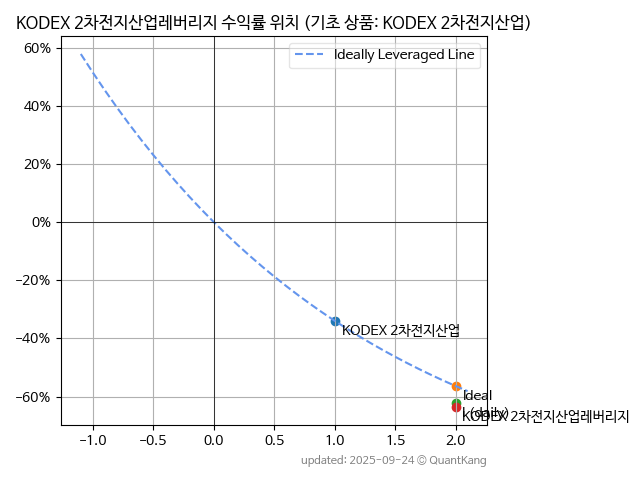 KODEX 2차전지산업레버리지 수익률 위치 (기초 상품: KODEX 2차전지산업)
60%
40%
20%
0%
−20%
−40%
−60%
Ideally Leveraged Line
KODEX 2차전지산업
Ideal
(daily)
KODEX 2차전지산업레버리지
−1.0 −0.5 0.0 0.5 1.0 1.5 2.0
updated: 2025-09-24 © QuantKang